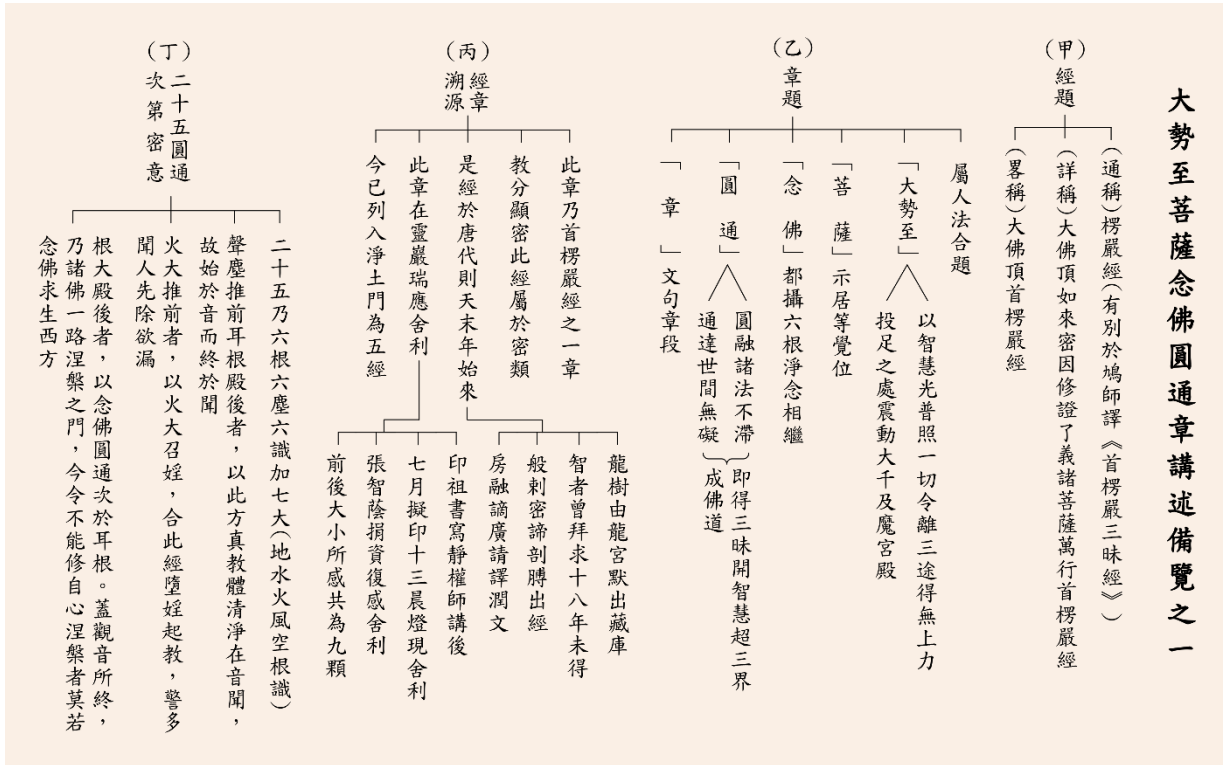 大勢至菩薩念佛圓通章講述備覽之一
（甲）經題
（通稱）楞嚴經（有別於鳩師譯《首楞嚴三昧經》）
（詳稱）大佛頂如來密因修證了義諸菩薩萬行首楞嚴經
（畧稱）大佛頂首楞嚴經
（乙）章題
屬人法合題
「大勢至」
以智慧光普照一切令離三途得無上力
投足之處震動大千及魔宮殿
「菩薩」示居等覺位
「念佛」都攝六根淨念相繼
「圓通」
圓融諸法不滯
通達世間無礙
即得三昧開智慧超三界
成佛道
「章」文句章段
（丙）經章
溯源
此章乃首楞嚴經之一章
教分顯密此經屬於密類
是經於唐代則天末年始來
龍樹由龍宮默出藏庫
智者曾拜求十八年未得
般剌密諦剖膊出經
房融謫廣請譯潤文
此章在靈巖瑞應舍利
印祖書寫靜權師講後
七月擬印十三晨燈現舍利
張智蔭捐資復感舍利
前後大小所感共為九顆
今已列入淨土門為五經
（丁）二十五圓通
次第密意
二十五乃六根六塵六識加七大（地水火風空根識）
聲塵推前耳根殿後者，以此方真教體清淨在音聞，
故始於音而終於聞
火大推前者，以火大召婬，合此經墮婬起教，警多
聞人先除欲漏
根大殿後者，以念佛圓通次於耳根。蓋觀音所終，
乃諸佛一路涅槃之門，今令不能修自心涅槃者莫若
念佛求生西方